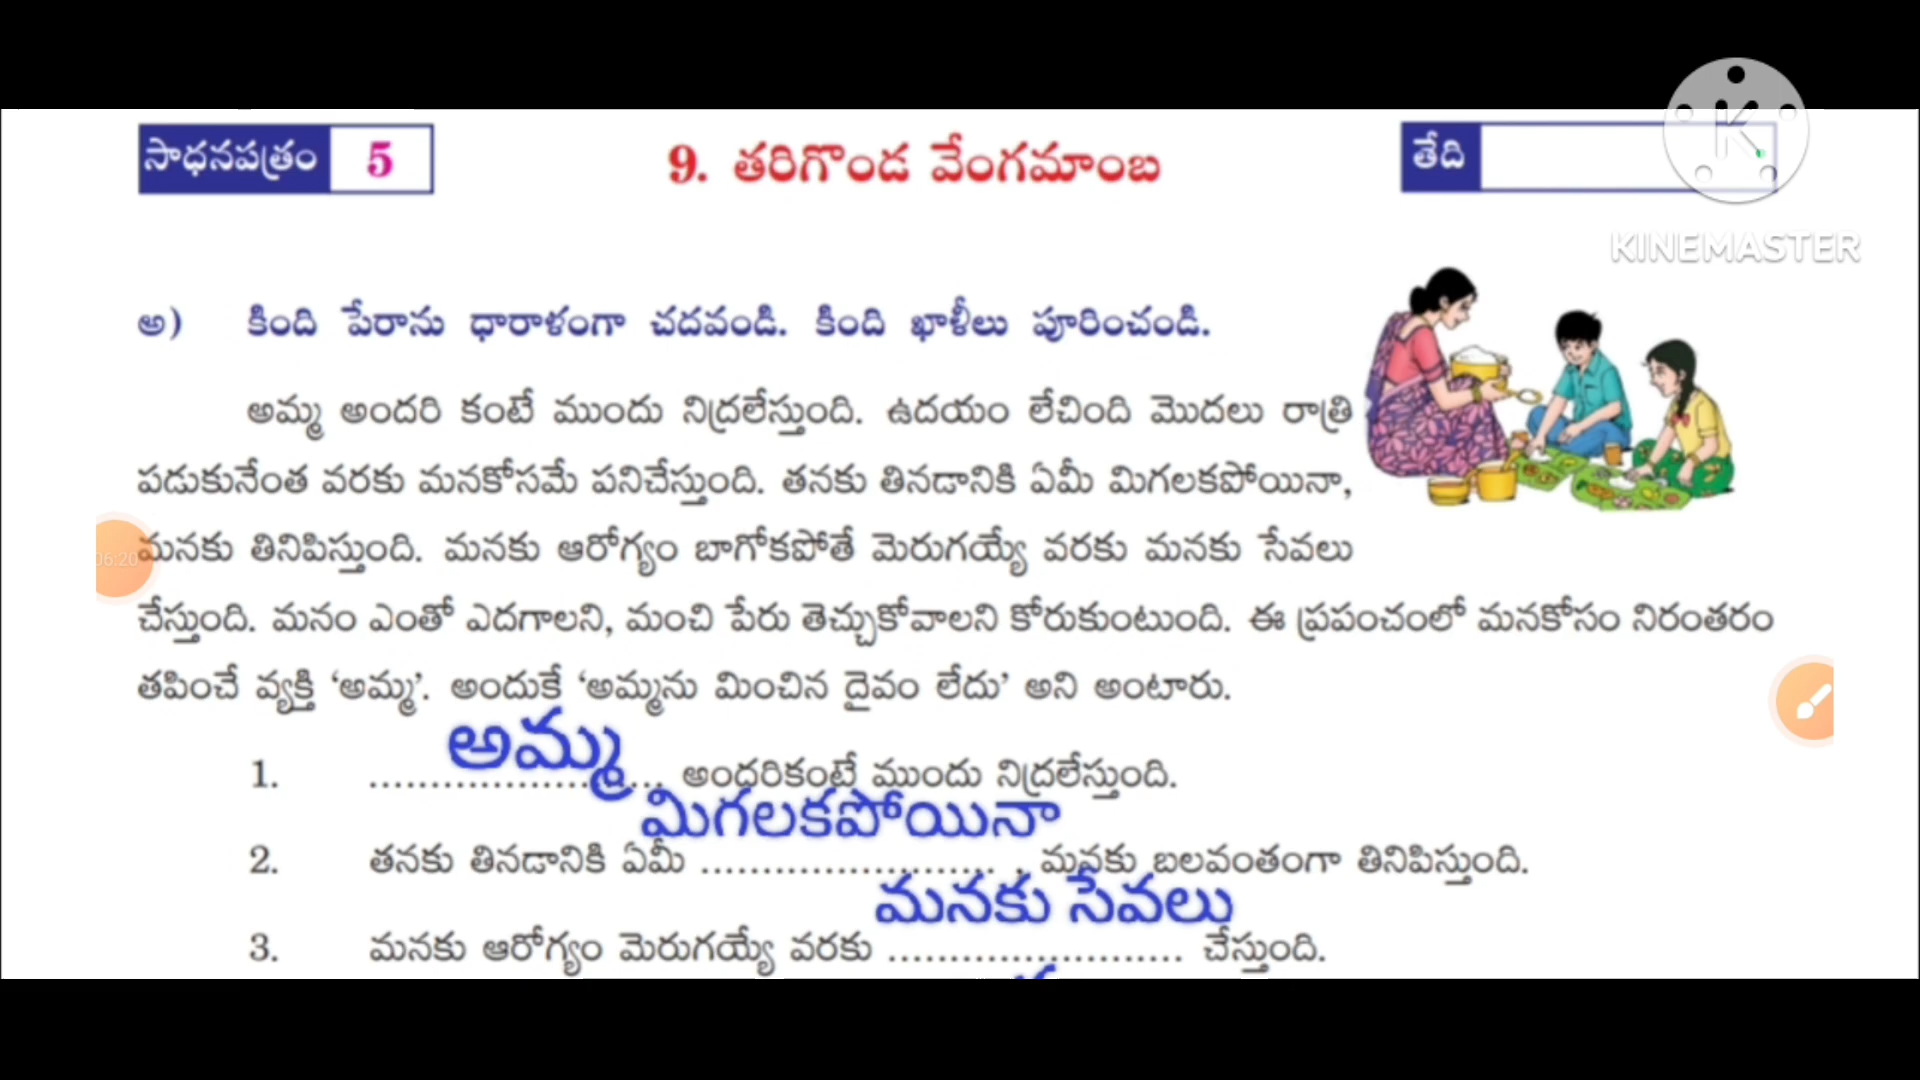 సాధనపత్రం 5
9. తరిగొండ వేంగమాంబ
తేది
KINEMASTER
అ) కింది పేరాను ధారాళంగా చదవండి. కింది ఖాళీలు పూరించండి.
అమ్మ అందరి కంటే ముందు నిద్రలేస్తుంది. ఉదయం లేచింది మొదలు రాత్రి
పడుకునేంత వరకు మనకోసమే పనిచేస్తుంది. తనకు తినడానికి ఏమీ మిగలకపోయినా,
మనకు తినిపిస్తుంది. మనకు ఆరోగ్యం బాగోకపోతే మెరుగయ్యే వరకు మనకు సేవలు
06:20
చేస్తుంది. మనం ఎంతో ఎదగాలని, మంచి పేరు తెచ్చుకోవాలని కోరుకుంటుంది. ఈ ప్రపంచంలో మనకోసం నిరంతరం
తపించే వ్యక్తి ‘అమ్మ’. అందుకే ‘అమ్మను మించిన దైవం లేదు’ అని అంటారు.
అమ్మ
1. ........................ అందరికంటే ముందు నిద్రలేస్తుంది.
మిగలకపోయినా
2. తనకు తినడానికి ఏమీ ........................ , మనకు బలవంతంగా తినిపిస్తుంది.
మనకు సేవలు
3. మనకు ఆరోగ్యం మెరుగయ్యే వరకు ........................ చేస్తుంది.